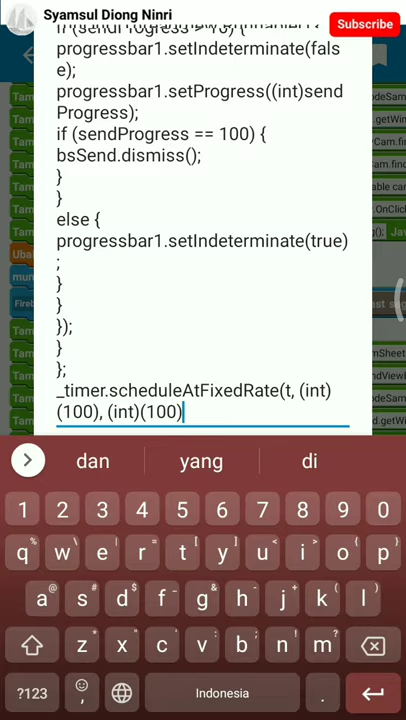 Syamsul Diong Ninri
Subscribe
progressbar1.setIndeterminate(fals
e);
progressbar1.setProgress((int)send
Progress);
if (sendProgress == 100) {
bsSend.dismiss();
}
}
else {
progressbar1.setIndeterminate(true)
;
}
}
});
}
};
_timer.scheduleAtFixedRate(t, (int)
(100), (int)(100)
dan yang di
1 2 3 4 5 6 7 8 9 0
q w e r t y u i o p
a s d f g h j k l
z x c v b n m
?123 , Indonesia .